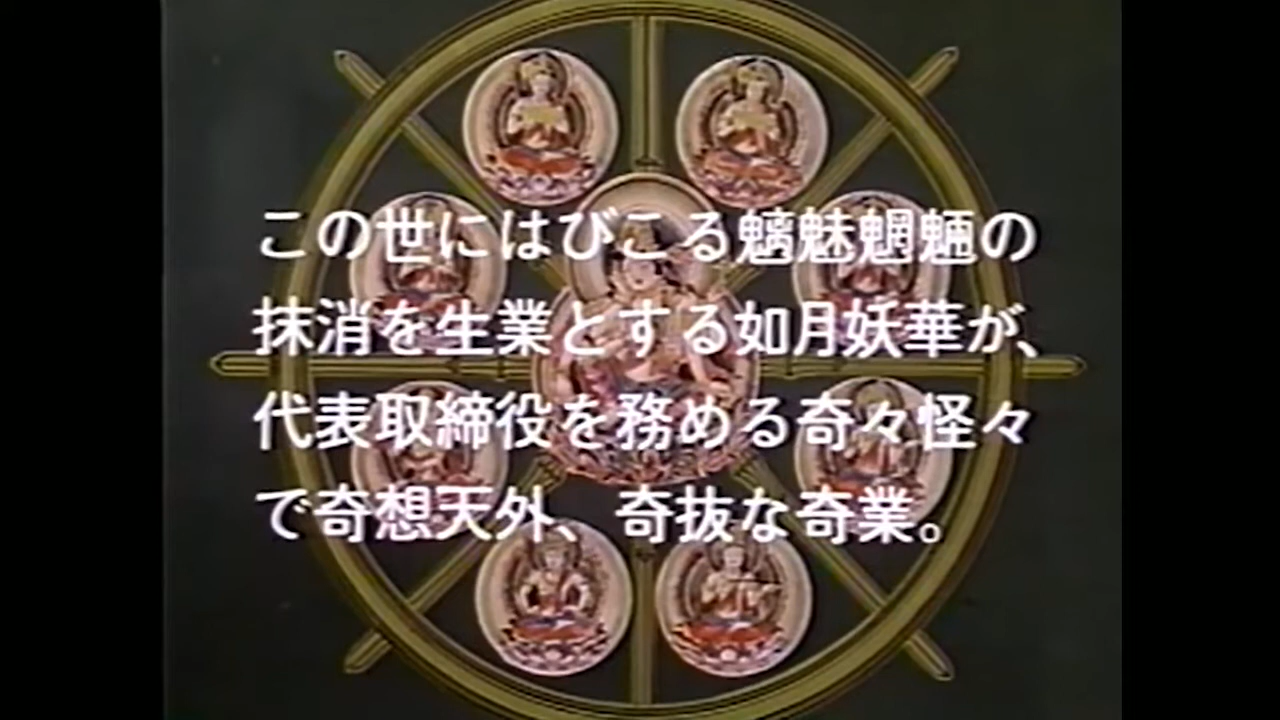 この世にはびこる魑魅魍魎の
抹消を生業とする如月妖華が、
代表取締役を務める奇々怪々
で奇想天外、奇抜な奇業。